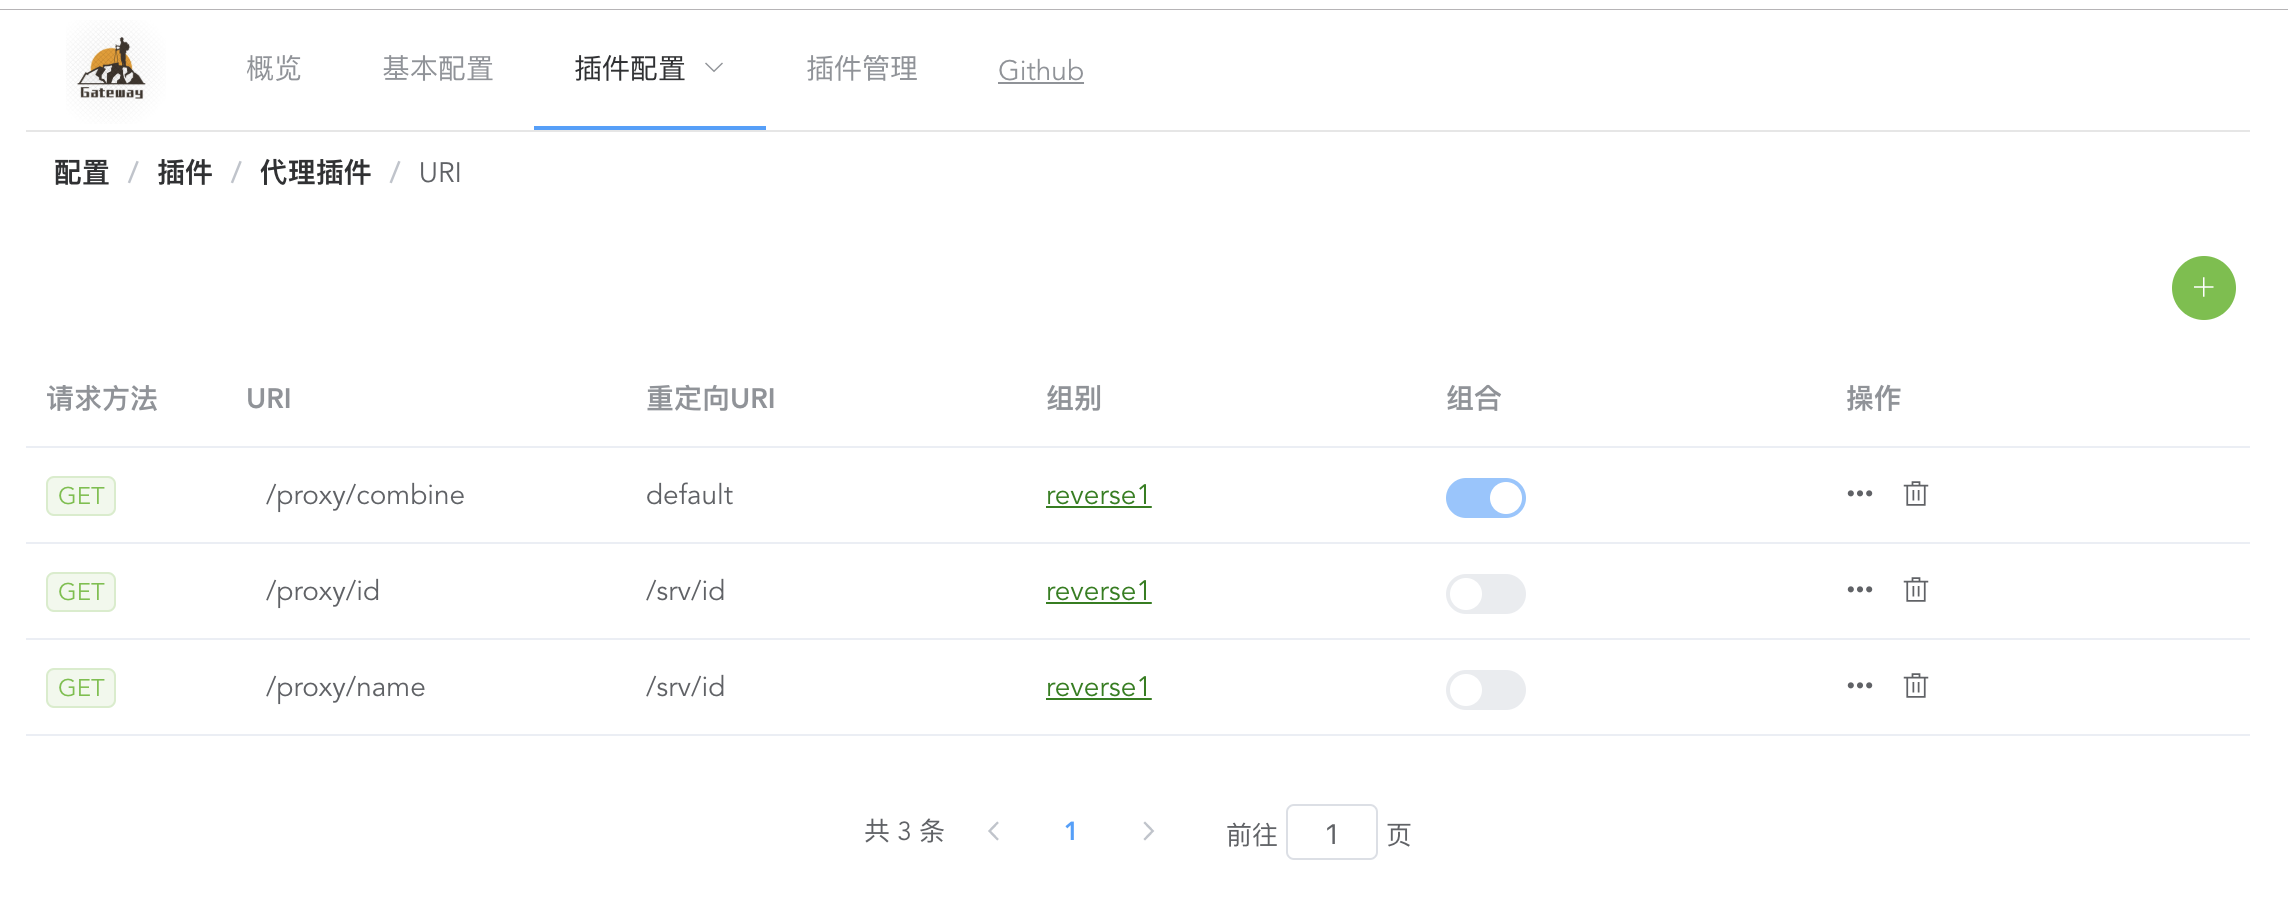 Gateway
概览 基本配置 插件配置 插件管理 Github
配置 / 插件 / 代理插件 / URI
请求方法 URI 重定向URI 组别 组合 操作
GET /proxy/combine default reverse1
GET /proxy/id /srv/id reverse1
GET /proxy/name /srv/id reverse1
共 3 条 1 前往 1 页